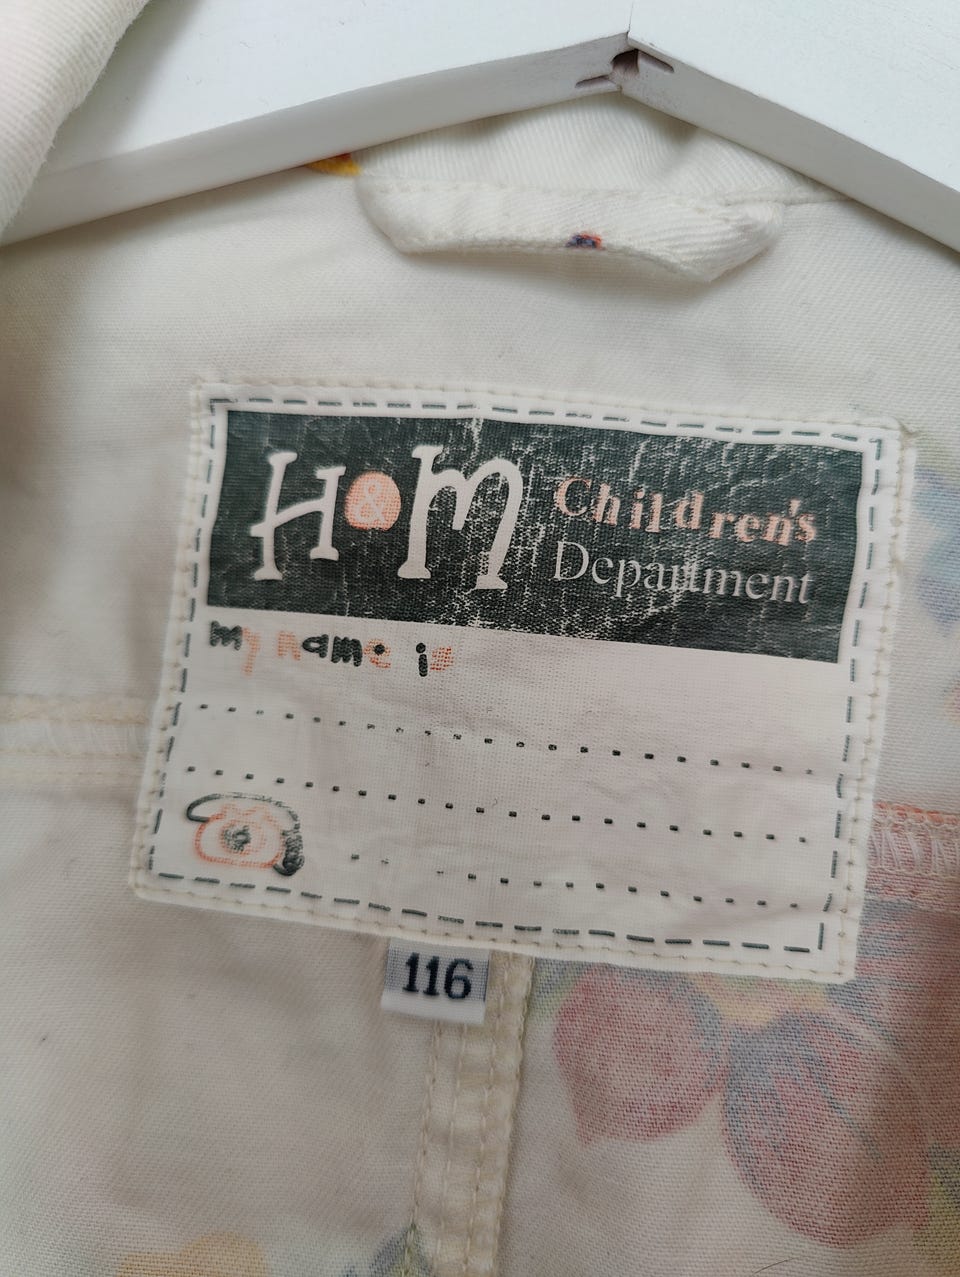 H&M Children's
Department
my name is
116